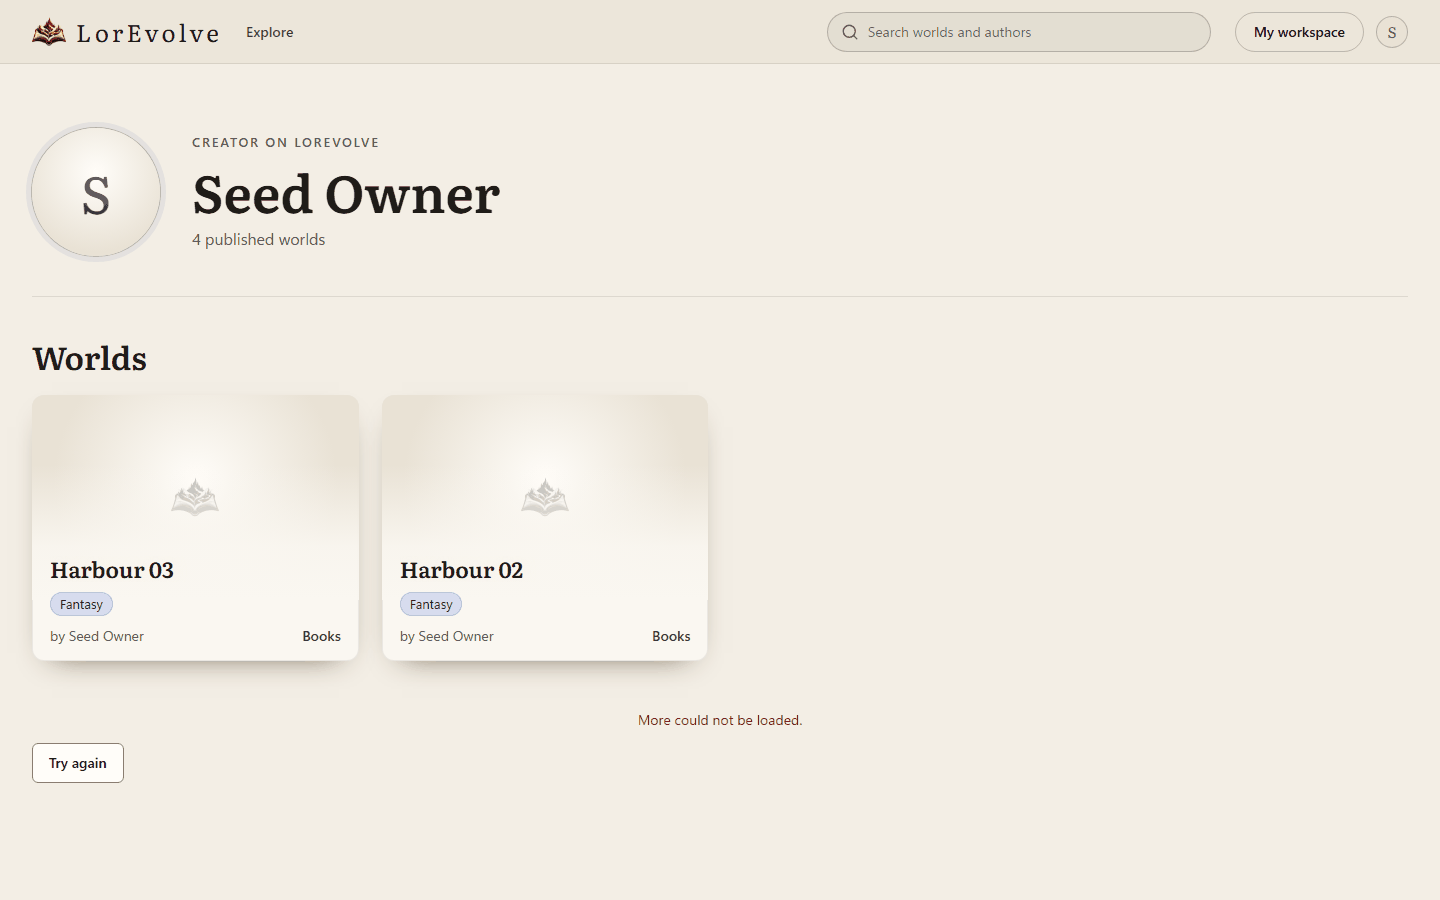 LorEvolve
Explore
Search worlds and authors
My workspace
S
S
CREATOR ON LOREVOLVE
Seed Owner
4 published worlds
Worlds
Harbour 03
Fantasy
by Seed Owner
Books
Harbour 02
Fantasy
by Seed Owner
Books
More could not be loaded.
Try again